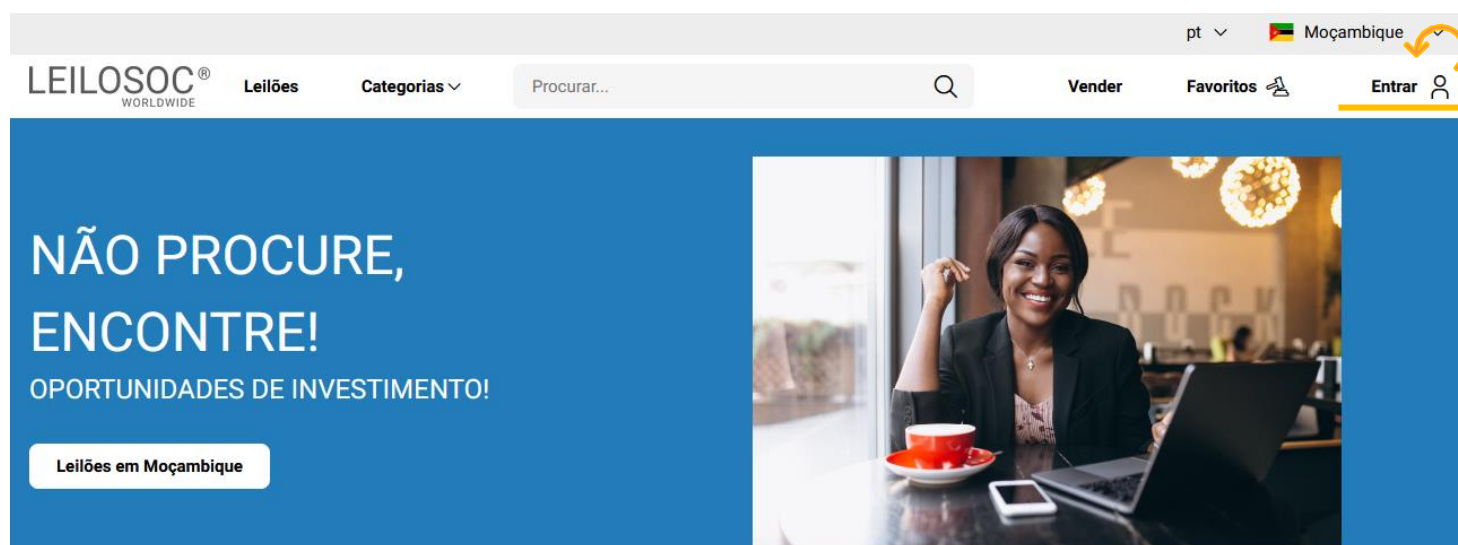 pt Moçambique
LEILOSOC®
WORLDWIDE
Leilões Categorias Procurar... Vender Favoritos Entrar
NÃO PROCURE,
ENCONTRE!
OPORTUNIDADES DE INVESTIMENTO!
Leilões em Moçambique